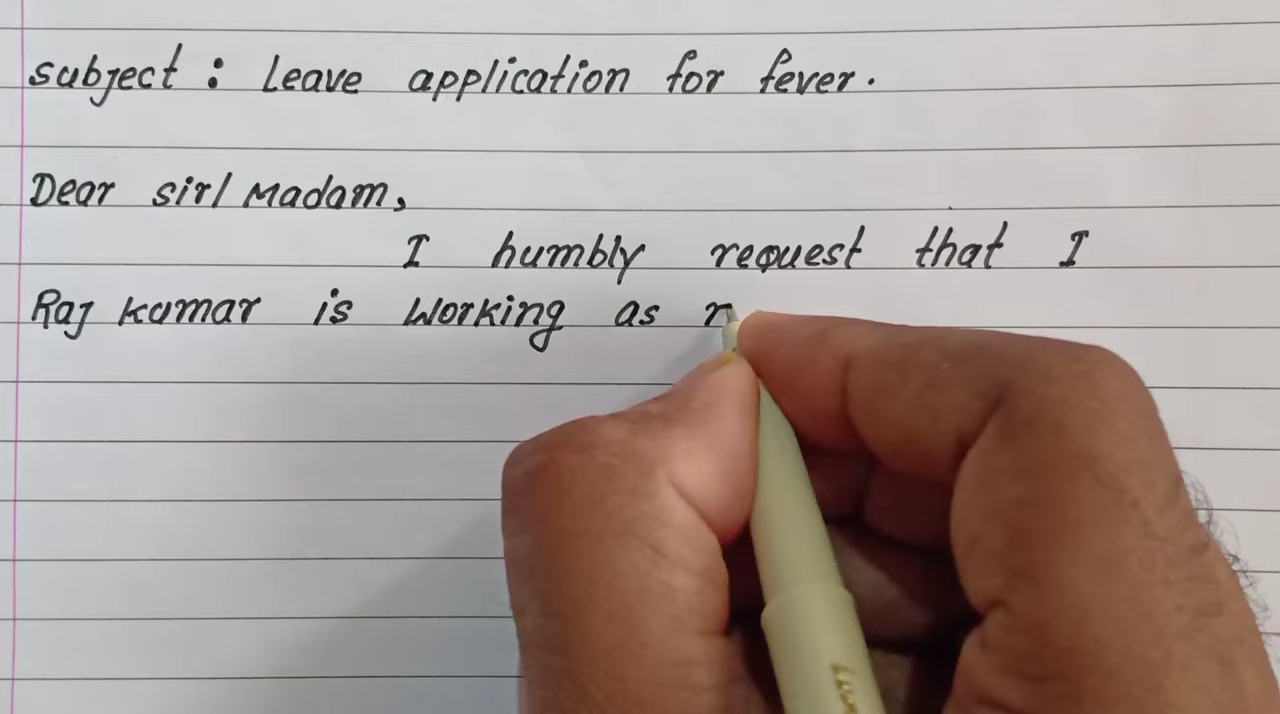 subject : Leave application for fever.
Dear sir/Madam,
I humbly request that I
Raj kumar is working as